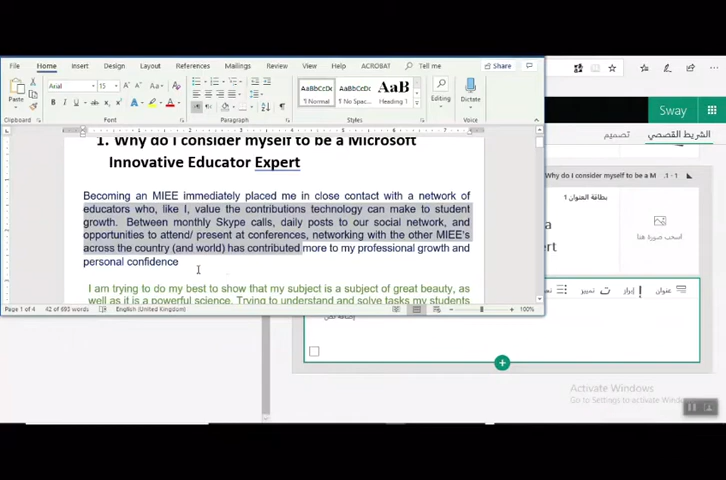 File Home Insert Design Layout References Mailings Review View Help ACROBAT Tell me Share
Arial 15
Paste
AaBbCcDc AaBbCcDc AaB
¶ Normal ¶ No Spac... Heading 1
Editing Dictate
Clipboard Font Paragraph Styles Voice
1. Why do I consider myself to be a Microsoft
Innovative Educator Expert
Becoming an MIEE immediately placed me in close contact with a network of
educators who, like I, value the contributions technology can make to student
growth. Between monthly Skype calls, daily posts to our social network, and
opportunities to attend/ present at conferences, networking with the other MIEE's
across the country (and world) has contributed more to my professional growth and
personal confidence
I am trying to do my best to show that my subject is a subject of great beauty, as
well as it is a powerful science. Trying to understand and solve tasks my students
Page 1 of 4 42 of 693 words English (United Kingdom) 100%
Sway
الشريط القصصي تصميم
Why do I consider myself to be a M .1 - 1
بطاقة العنوان 1
a
ert
اسحب صورة هنا
عنوان إبراز تمييز
إضافة نص
Activate Windows
Go to Settings to activate Windows